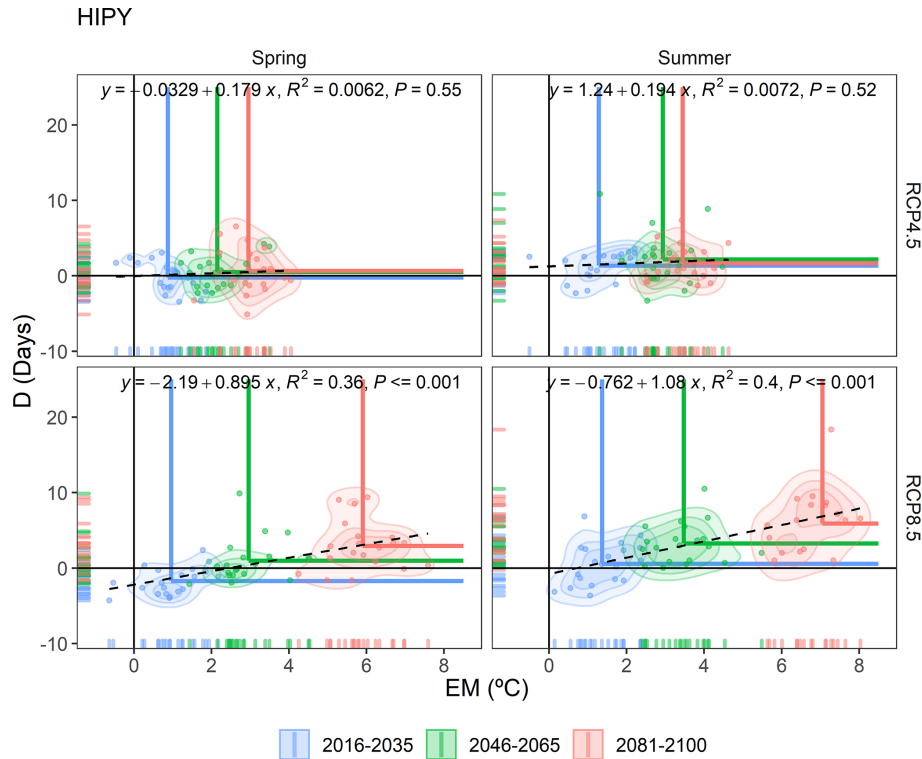 HIPY
Spring
Summer
y = −0.0329 + 0.179 x, R² = 0.0062, P = 0.55
y = 1.24 + 0.194 x, R² = 0.0072, P = 0.52
20
10
0
-10
RCP4.5
y = −2.19 + 0.895 x, R² = 0.36, P <= 0.001
y = −0.762 + 1.08 x, R² = 0.4, P <= 0.001
20
10
0
-10
RCP8.5
D (Days)
0 2 4 6 8
0 2 4 6 8
EM (ºC)
2016-2035 2046-2065 2081-2100